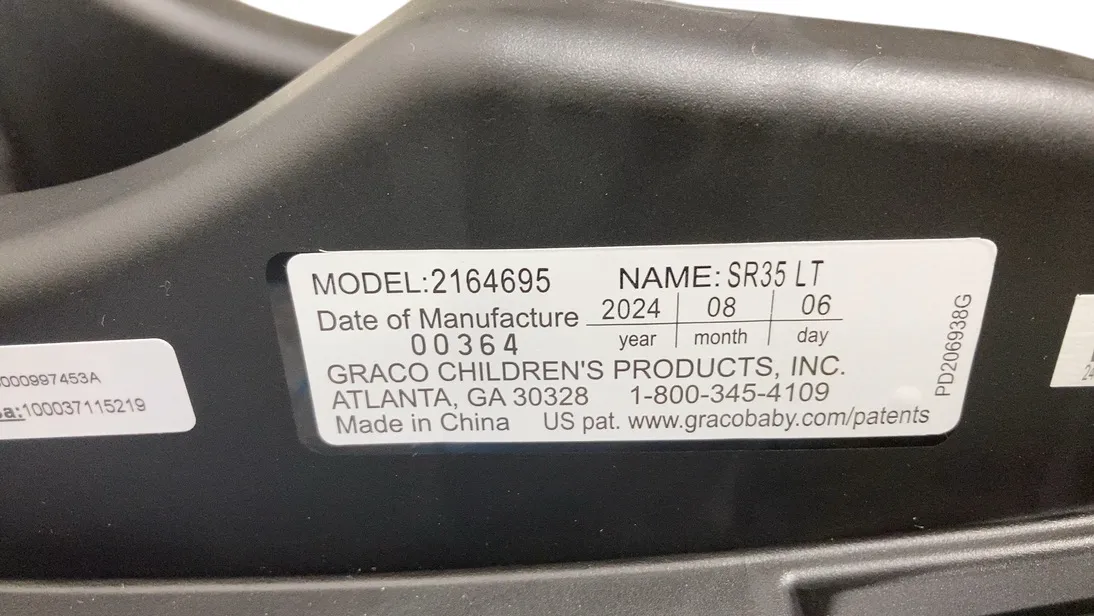 MODEL:2164695 NAME: SR35 LT
Date of Manufacture 2024 08 06
year month day
00364
GRACO CHILDREN'S PRODUCTS, INC.
ATLANTA, GA 30328 1-800-345-4109
Made in China US pat. www.gracobaby.com/patents
PD206938G
000997453A
a:100037115219